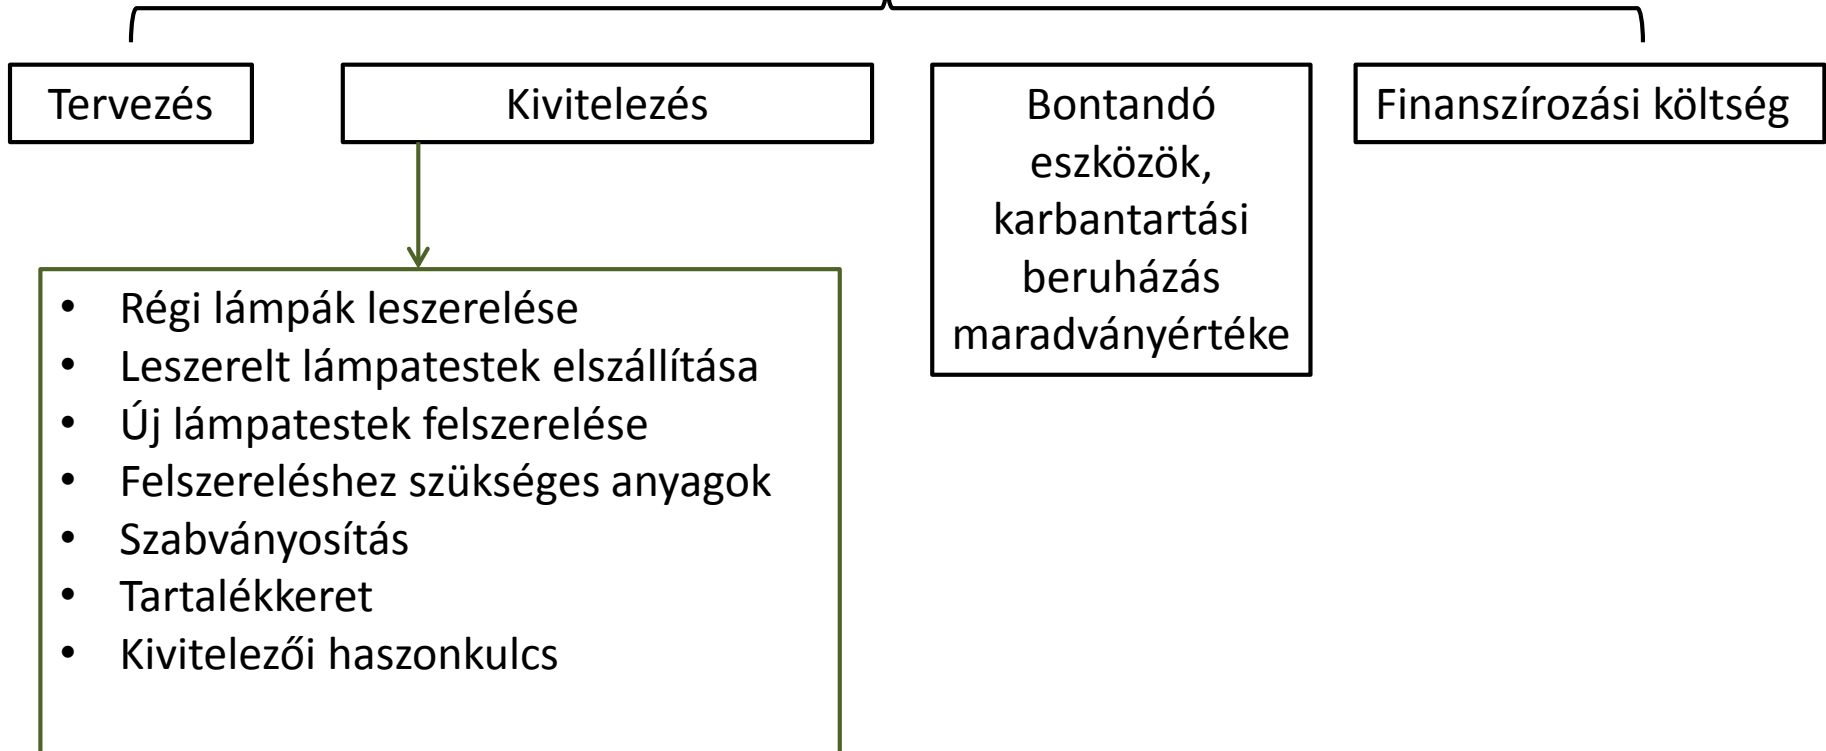 Tervezés
Kivitelezés
Bontandó
eszközök,
karbantartási
beruházás
maradványértéke
Finanszírozási költség
• Régi lámpák leszerelése
• Leszerelt lámpatestek elszállítása
• Új lámpatestek felszerelése
• Felszereléshez szükséges anyagok
• Szabványosítás
• Tartalékkeret
• Kivitelezői haszonkulcs